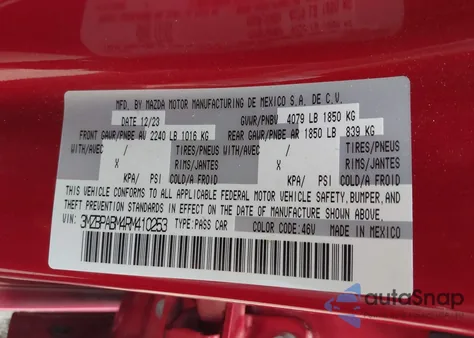 MFD. BY MAZDA MOTOR MANUFACTURING DE MEXICO S.A. DE C.V.
DATE 12/23 GVWR/PNBV 4079 LB 1850 KG
FRONT GAWR/PNBE AV 2240 LB 1016 KG REAR GAWR/PNBE AR 1850 LB 839 KG
WITH/AVEC / TIRES/PNEUS WITH/AVEC / TIRES/PNEUS
X RIMS/JANTES X RIMS/JANTES
KPA/ PSI COLD/A FROID KPA/ PSI COLD/A FROID
THIS VEHICLE CONFORMS TO ALL APPLICABLE FEDERAL MOTOR VEHICLE SAFETY, BUMPER, AND
THEFT PREVENTION STANDARDS IN EFFECT ON THE DATE OF MANUFACTURE SHOWN ABOVE.
VIN: 3MZBPABM4RM410253 TYPE: PASS CAR COLOR CODE: 46V MADE IN MEXICO
autoSnap